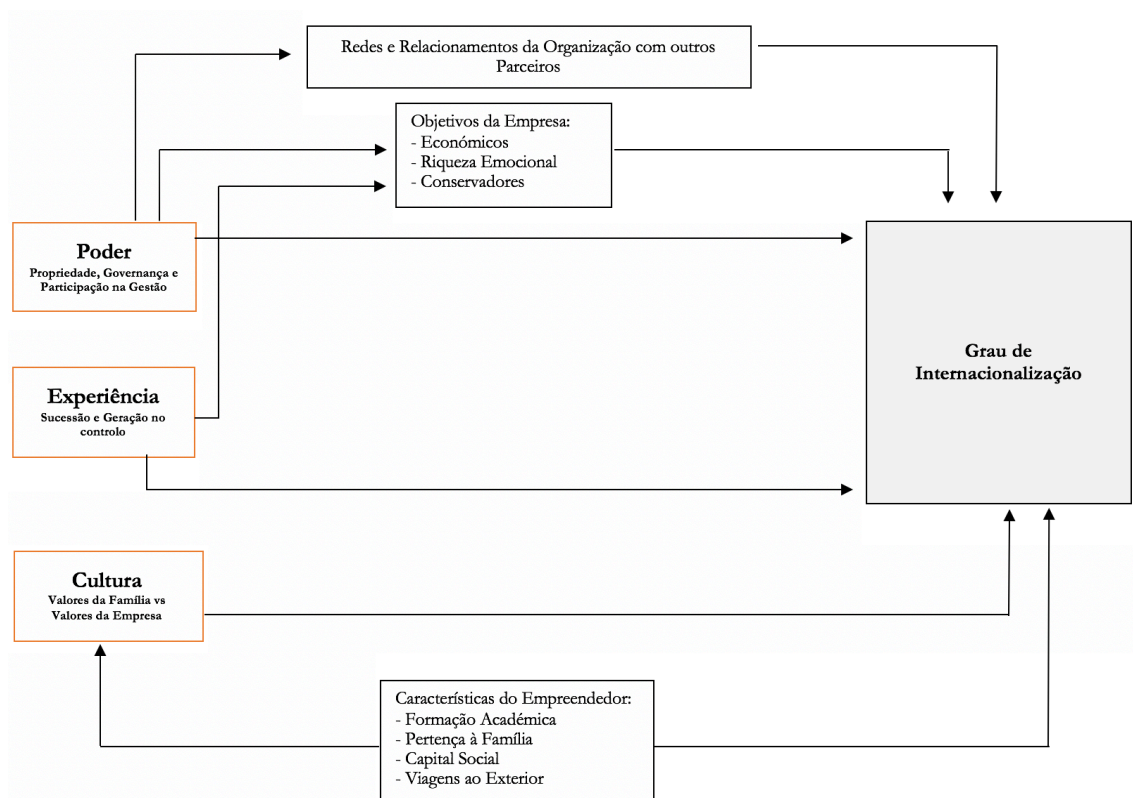 Redes e Relacionamentos da Organização com outros
Parceiros
Objetivos da Empresa:
- Económicos
- Riqueza Emocional
- Conservadores
Poder
Propriedade, Governança e
Participação na Gestão
Grau de
Internacionalização
Experiência
Sucessão e Geração no
controlo
Cultura
Valores da Família vs
Valores da Empresa
Características do Empreendedor:
- Formação Académica
- Pertença à Família
- Capital Social
- Viagens ao Exterior